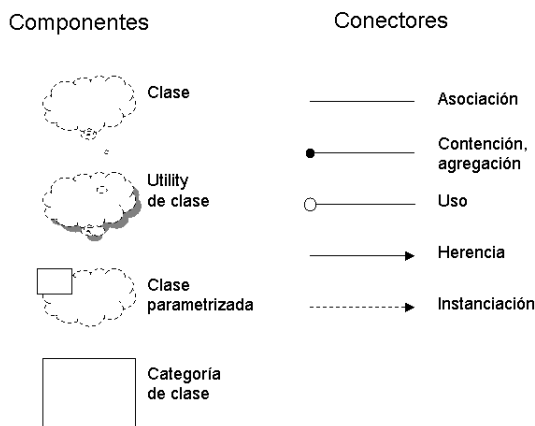 Componentes
Clase
Utility
de clase
Clase
parametrizada
Categoría
de clase
Conectores
Asociación
Contención,
agregación
Uso
Herencia
Instanciación